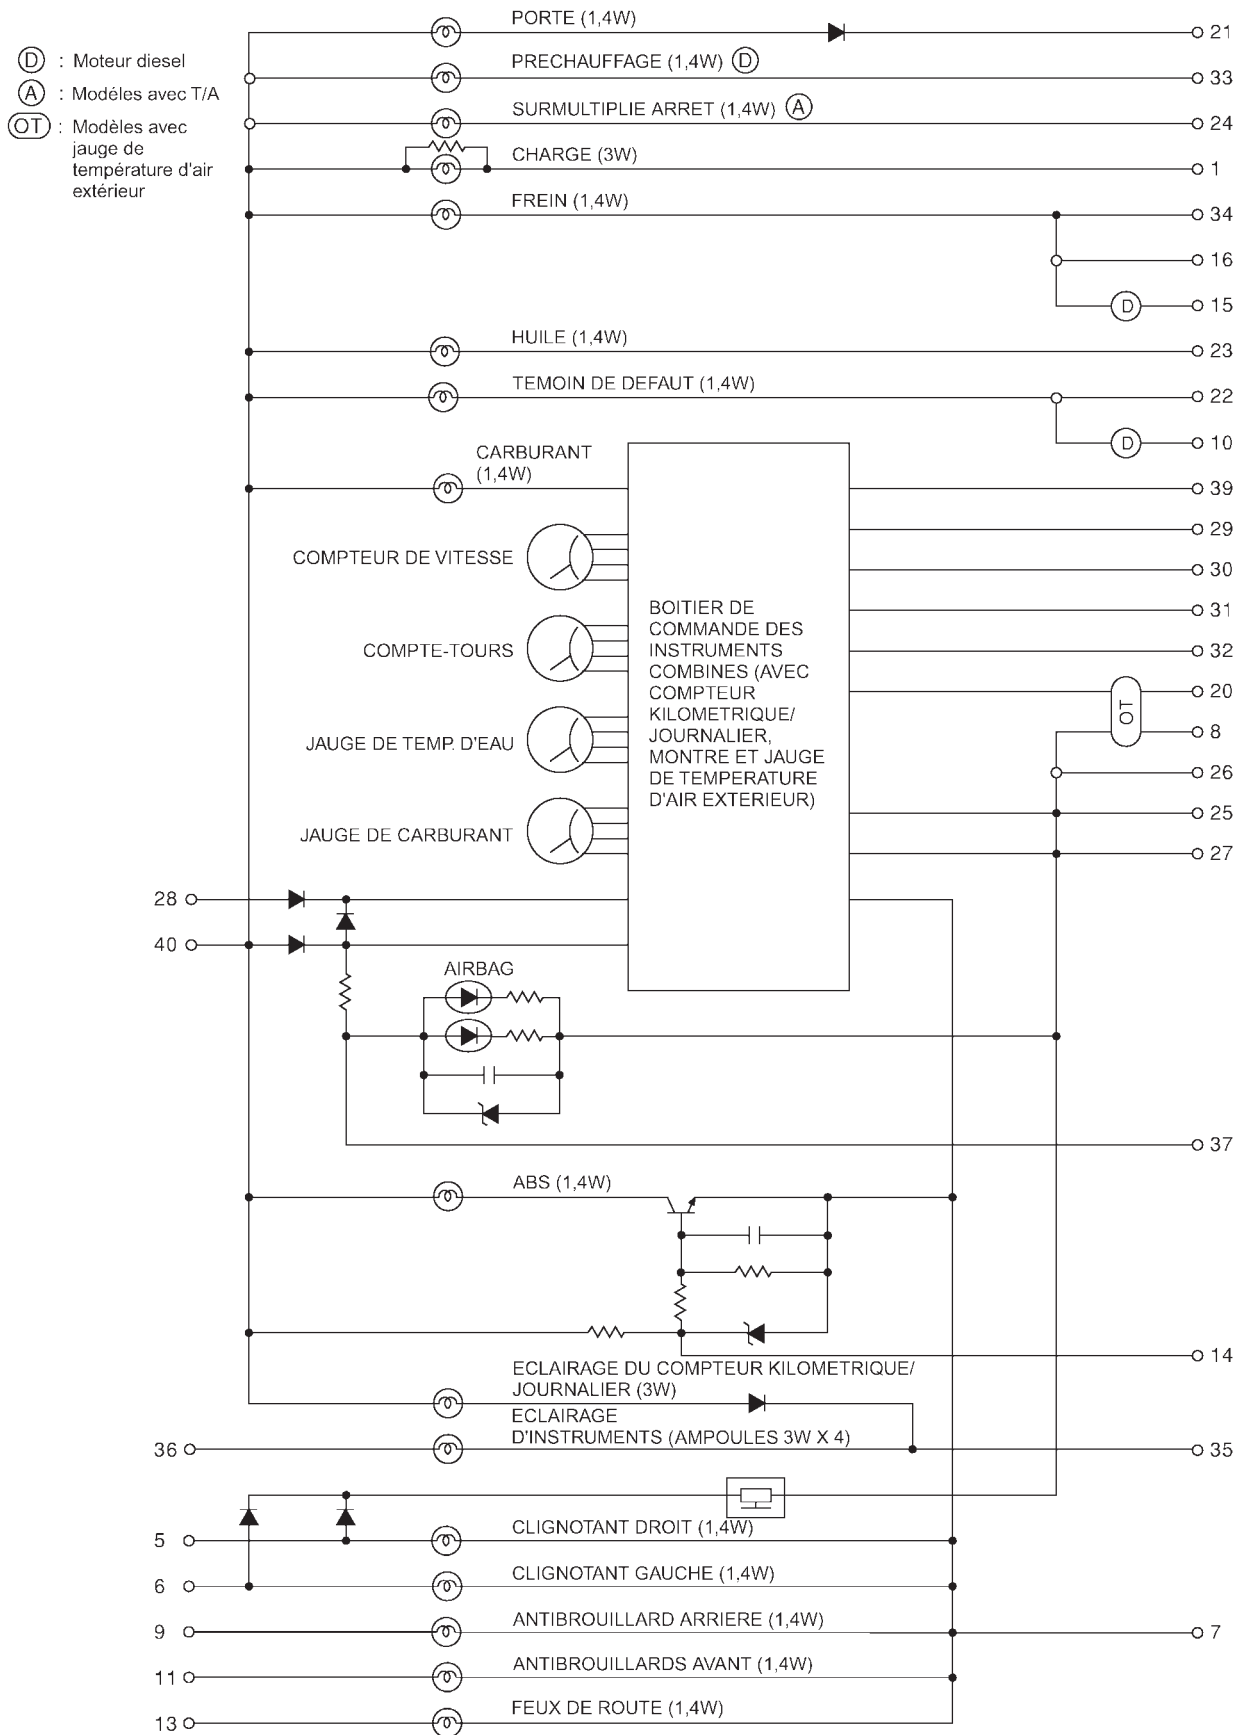 PORTE (1,4W)
21
D : Moteur diesel
PRECHAUFFAGE (1,4W) D
33
A : Modéles avec T/A
SURMULTIPLIE ARRET (1,4W) A
24
OT : Modèles avec
jauge de
température d'air
extérieur
CHARGE (3W)
1
FREIN (1,4W)
34
16
D
15
HUILE (1,4W)
23
TEMOIN DE DEFAUT (1,4W)
22
D
10
CARBURANT
(1,4W)
39
29
COMPTEUR DE VITESSE
30
BOITIER DE
COMMANDE DES
INSTRUMENTS
COMBINES (AVEC
COMPTEUR
KILOMETRIQUE/
JOURNALIER,
MONTRE ET JAUGE
DE TEMPERATURE
D'AIR EXTERIEUR)
31
COMPTE-TOURS
32
20
OT
8
JAUGE DE TEMP. D'EAU
26
25
JAUGE DE CARBURANT
27
28
40
AIRBAG
37
ABS (1,4W)
14
ECLAIRAGE DU COMPTEUR KILOMETRIQUE/
JOURNALIER (3W)
ECLAIRAGE
D'INSTRUMENTS (AMPOULES 3W X 4)
36
35
CLIGNOTANT DROIT (1,4W)
5
CLIGNOTANT GAUCHE (1,4W)
6
ANTIBROUILLARD ARRIERE (1,4W)
9
7
ANTIBROUILLARDS AVANT (1,4W)
11
FEUX DE ROUTE (1,4W)
13